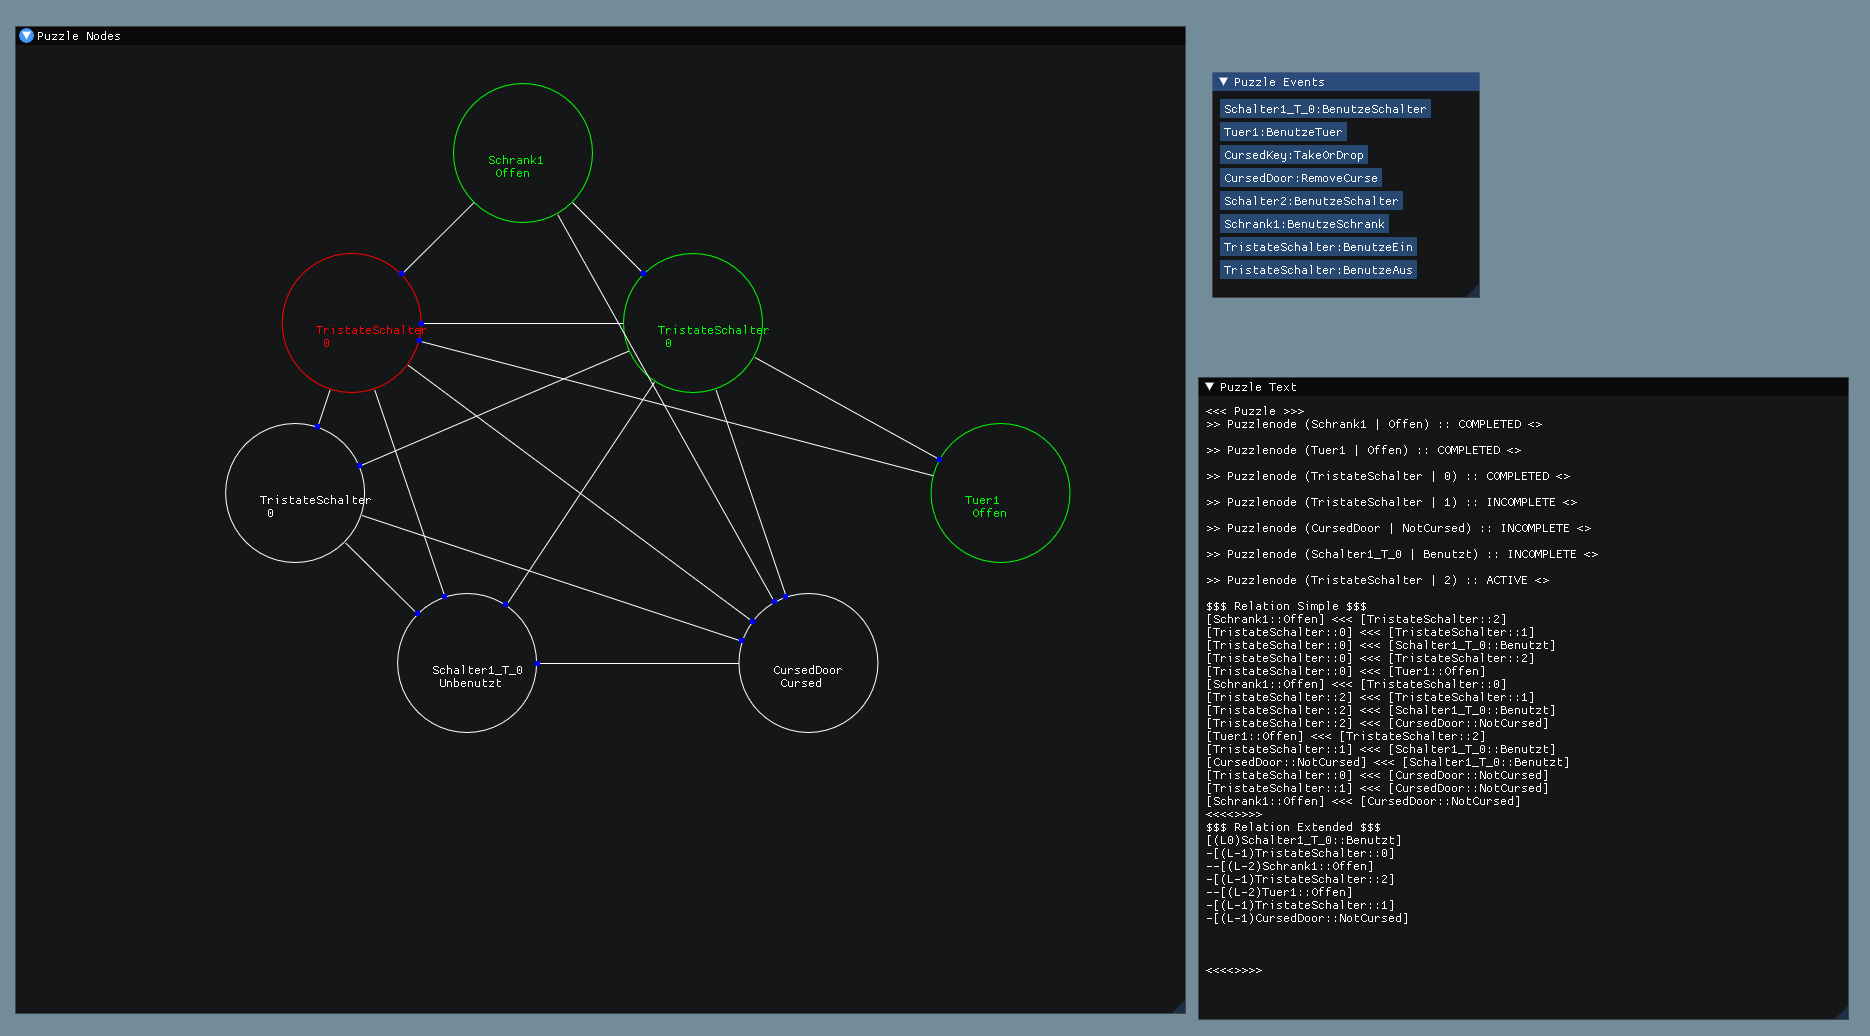 Puzzle Nodes
Schrank1
Offen
TristateSchalter
0
TristateSchalter
0
TristateSchalter
0
Tuer1
Offen
Schalter1_T_0
Unbenutzt
CursedDoor
Cursed
Puzzle Events
Schalter1_T_0:BenutzeSchalter
Tuer1:BenutzeTuer
CursedKey:TakeOrDrop
CursedDoor:RemoveCurse
Schalter2:BenutzeSchalter
Schrank1:BenutzeSchrank
TristateSchalter:BenutzeEin
TristateSchalter:BenutzeAus
Puzzle Text
<<< Puzzle >>>
>> Puzzlenode (Schrank1 | Offen) :: COMPLETED <>
>> Puzzlenode (Tuer1 | Offen) :: COMPLETED <>
>> Puzzlenode (TristateSchalter | 0) :: COMPLETED <>
>> Puzzlenode (TristateSchalter | 1) :: INCOMPLETE <>
>> Puzzlenode (CursedDoor | NotCursed) :: INCOMPLETE <>
>> Puzzlenode (Schalter1_T_0 | Benutzt) :: INCOMPLETE <>
>> Puzzlenode (TristateSchalter | 2) :: ACTIVE <>
$$$ Relation Simple $$$
[Schrank1::Offen] <<< [TristateSchalter::2]
[TristateSchalter::0] <<< [TristateSchalter::1]
[TristateSchalter::0] <<< [Schalter1_T_0::Benutzt]
[TristateSchalter::0] <<< [TristateSchalter::2]
[TristateSchalter::0] <<< [Tuer1::Offen]
[Schrank1::Offen] <<< [TristateSchalter::0]
[TristateSchalter::2] <<< [TristateSchalter::1]
[TristateSchalter::2] <<< [Schalter1_T_0::Benutzt]
[TristateSchalter::2] <<< [CursedDoor::NotCursed]
[Tuer1::Offen] <<< [TristateSchalter::2]
[TristateSchalter::1] <<< [Schalter1_T_0::Benutzt]
[CursedDoor::NotCursed] <<< [Schalter1_T_0::Benutzt]
[TristateSchalter::0] <<< [CursedDoor::NotCursed]
[TristateSchalter::1] <<< [CursedDoor::NotCursed]
[Schrank1::Offen] <<< [CursedDoor::NotCursed]
<<<<>>>>
$$$ Relation Extended $$$
[(L0)Schalter1_T_0::Benutzt]
-[(L-1)TristateSchalter::0]
--[(L-2)Schrank1::Offen]
-[(L-1)TristateSchalter::2]
--[(L-2)Tuer1::Offen]
-[(L-1)TristateSchalter::1]
-[(L-1)CursedDoor::NotCursed]
<<<<>>>>